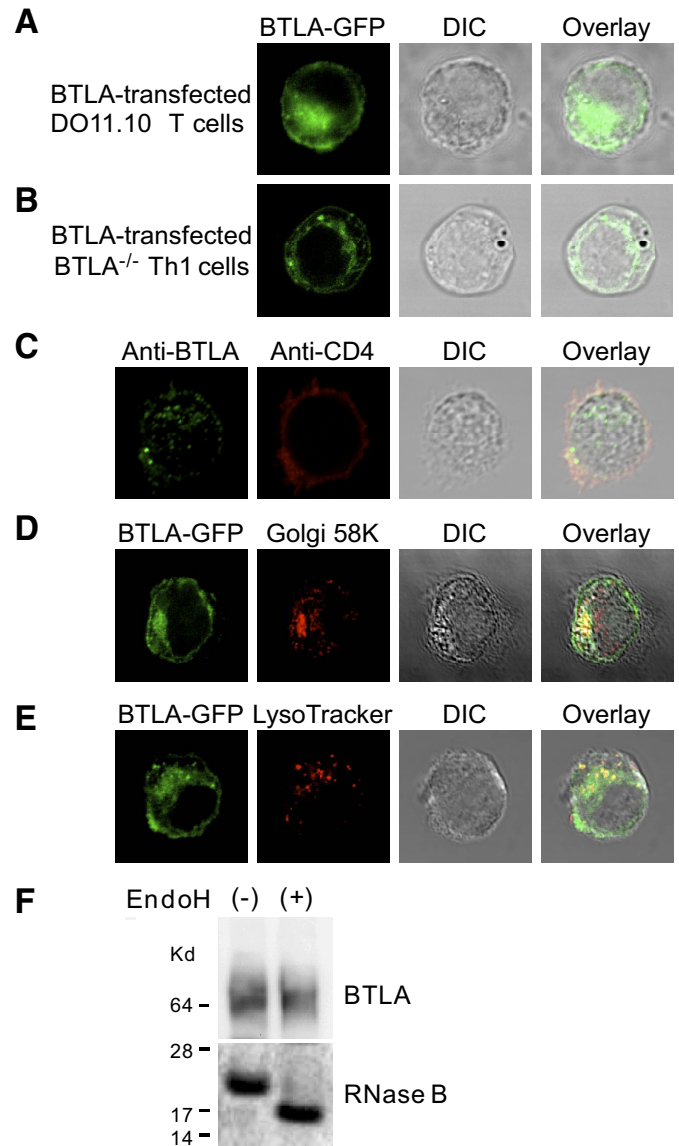 A
BTLA-GFP DIC Overlay
BTLA-transfected
DO11.10 T cells
B
BTLA-transfected
BTLA-/- Th1 cells
C
Anti-BTLA Anti-CD4 DIC Overlay
D
BTLA-GFP Golgi 58K DIC Overlay
E
BTLA-GFP LysoTracker DIC Overlay
F
EndoH (-) (+)
Kd
64
BTLA
28
RNase B
17
14